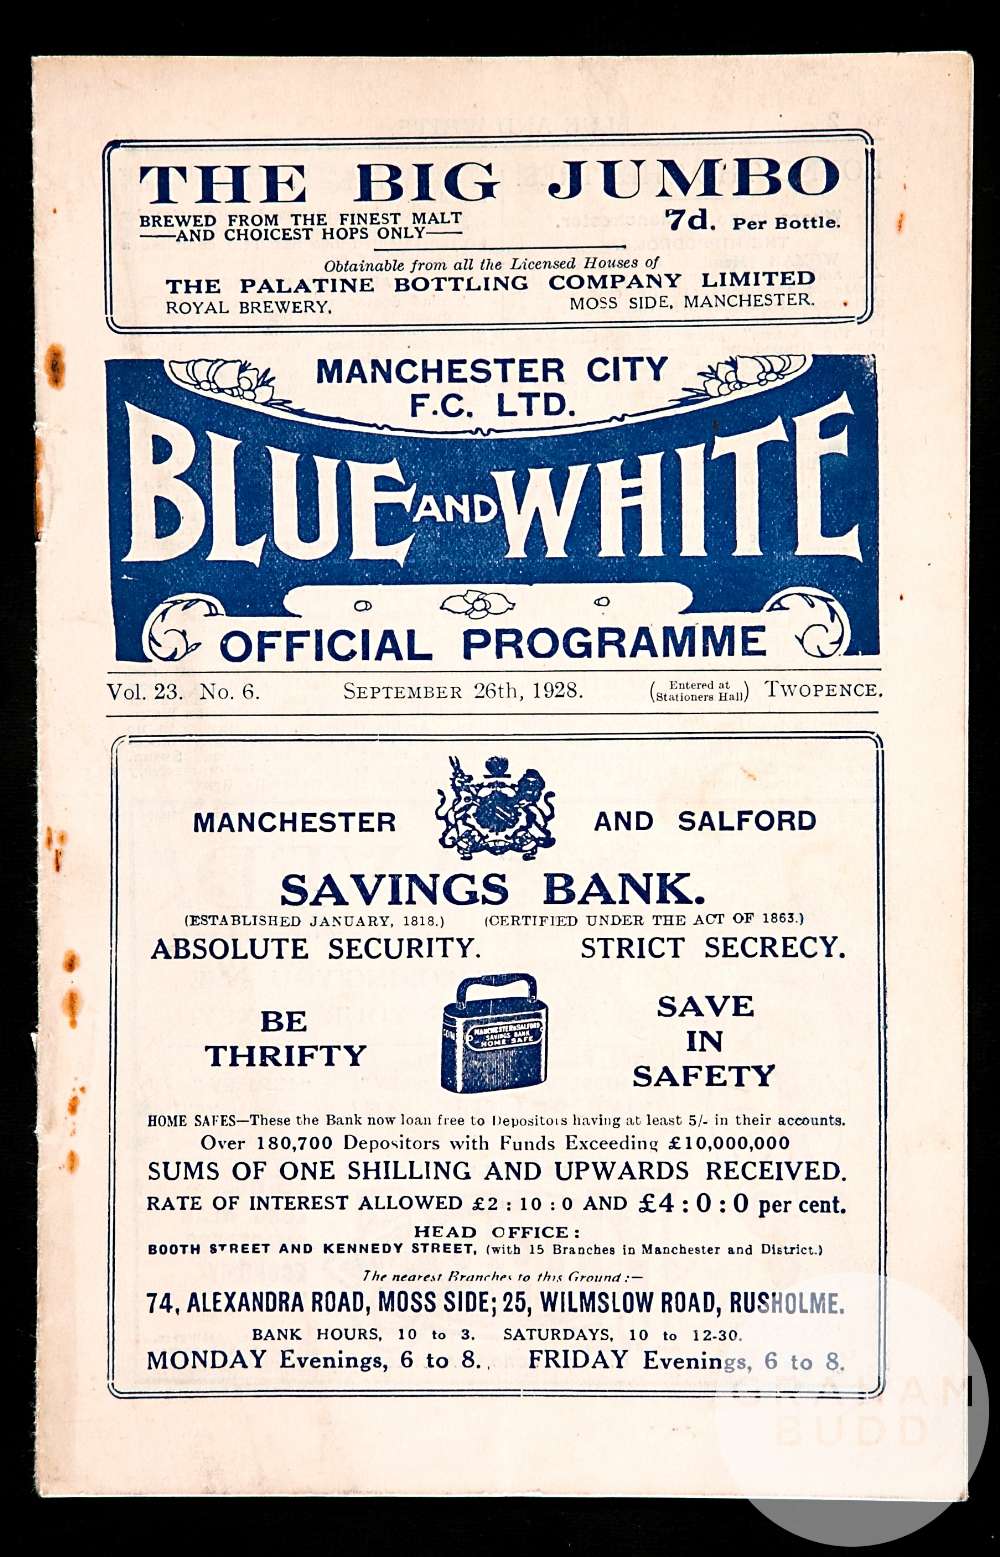 THE BIG JUMBO
BREWED FROM THE FINEST MALT
—AND CHOICEST HOPS ONLY—
7d. Per Bottle.
Obtainable from all the Licensed Houses of
THE PALATINE BOTTLING COMPANY LIMITED
ROYAL BREWERY, MOSS SIDE, MANCHESTER.
MANCHESTER CITY
F.C. LTD.
BLUE AND WHITE
OFFICIAL PROGRAMME
Vol. 23. No. 6. SEPTEMBER 26th, 1928. (Entered at Stationers Hall) TWOPENCE.
MANCHESTER AND SALFORD
SAVINGS BANK.
(ESTABLISHED JANUARY, 1818.) (CERTIFIED UNDER THE ACT OF 1863.)
ABSOLUTE SECURITY. STRICT SECRECY.
BE
THRIFTY
MANCHESTER & SALFORD
SAVINGS BANK
HOME SAFE
SAVE
IN
SAFETY
HOME SAFES—These the Bank now loan free to Depositors having at least 5/- in their accounts.
Over 180,700 Depositors with Funds Exceeding £10,000,000
SUMS OF ONE SHILLING AND UPWARDS RECEIVED.
RATE OF INTEREST ALLOWED £2 : 10 : 0 AND £4 : 0 : 0 per cent.
HEAD OFFICE:
BOOTH STREET AND KENNEDY STREET, (with 15 Branches in Manchester and District.)
The nearest Branches to this Ground:—
74, ALEXANDRA ROAD, MOSS SIDE; 25, WILMSLOW ROAD, RUSHOLME.
BANK HOURS, 10 to 3. SATURDAYS, 10 to 12-30.
MONDAY Evenings, 6 to 8. FRIDAY Evenings, 6 to 8.
GRAHAM
BUDD